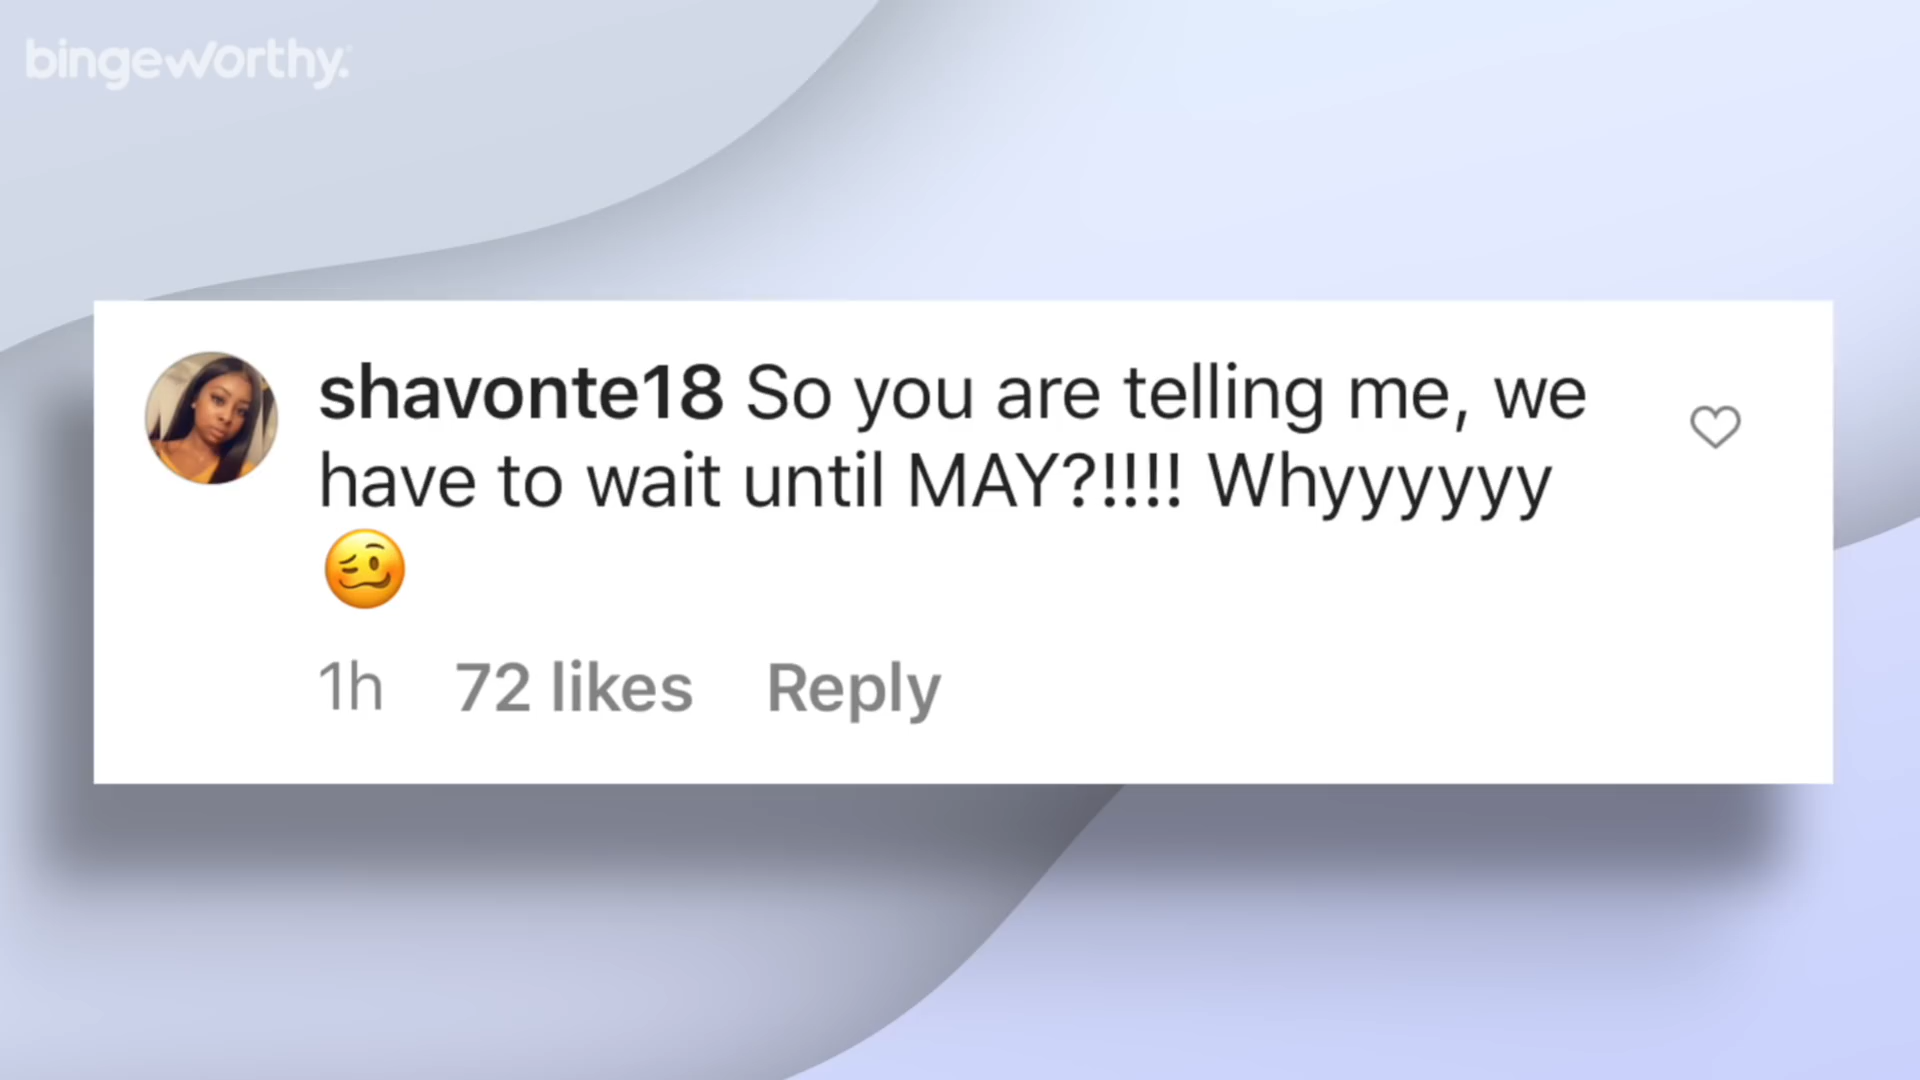 bingeworthy.
shavonte18 So you are telling me, we
have to wait until MAY?!!!! Whyyyyyy
🥴
1h 72 likes Reply